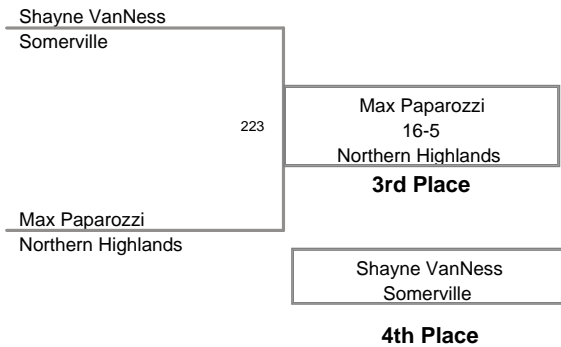 Shayne VanNess
Somerville
223
Max Paparozzi
16-5
Northern Highlands
3rd Place
Max Paparozzi
Northern Highlands
Shayne VanNess
Somerville
4th Place